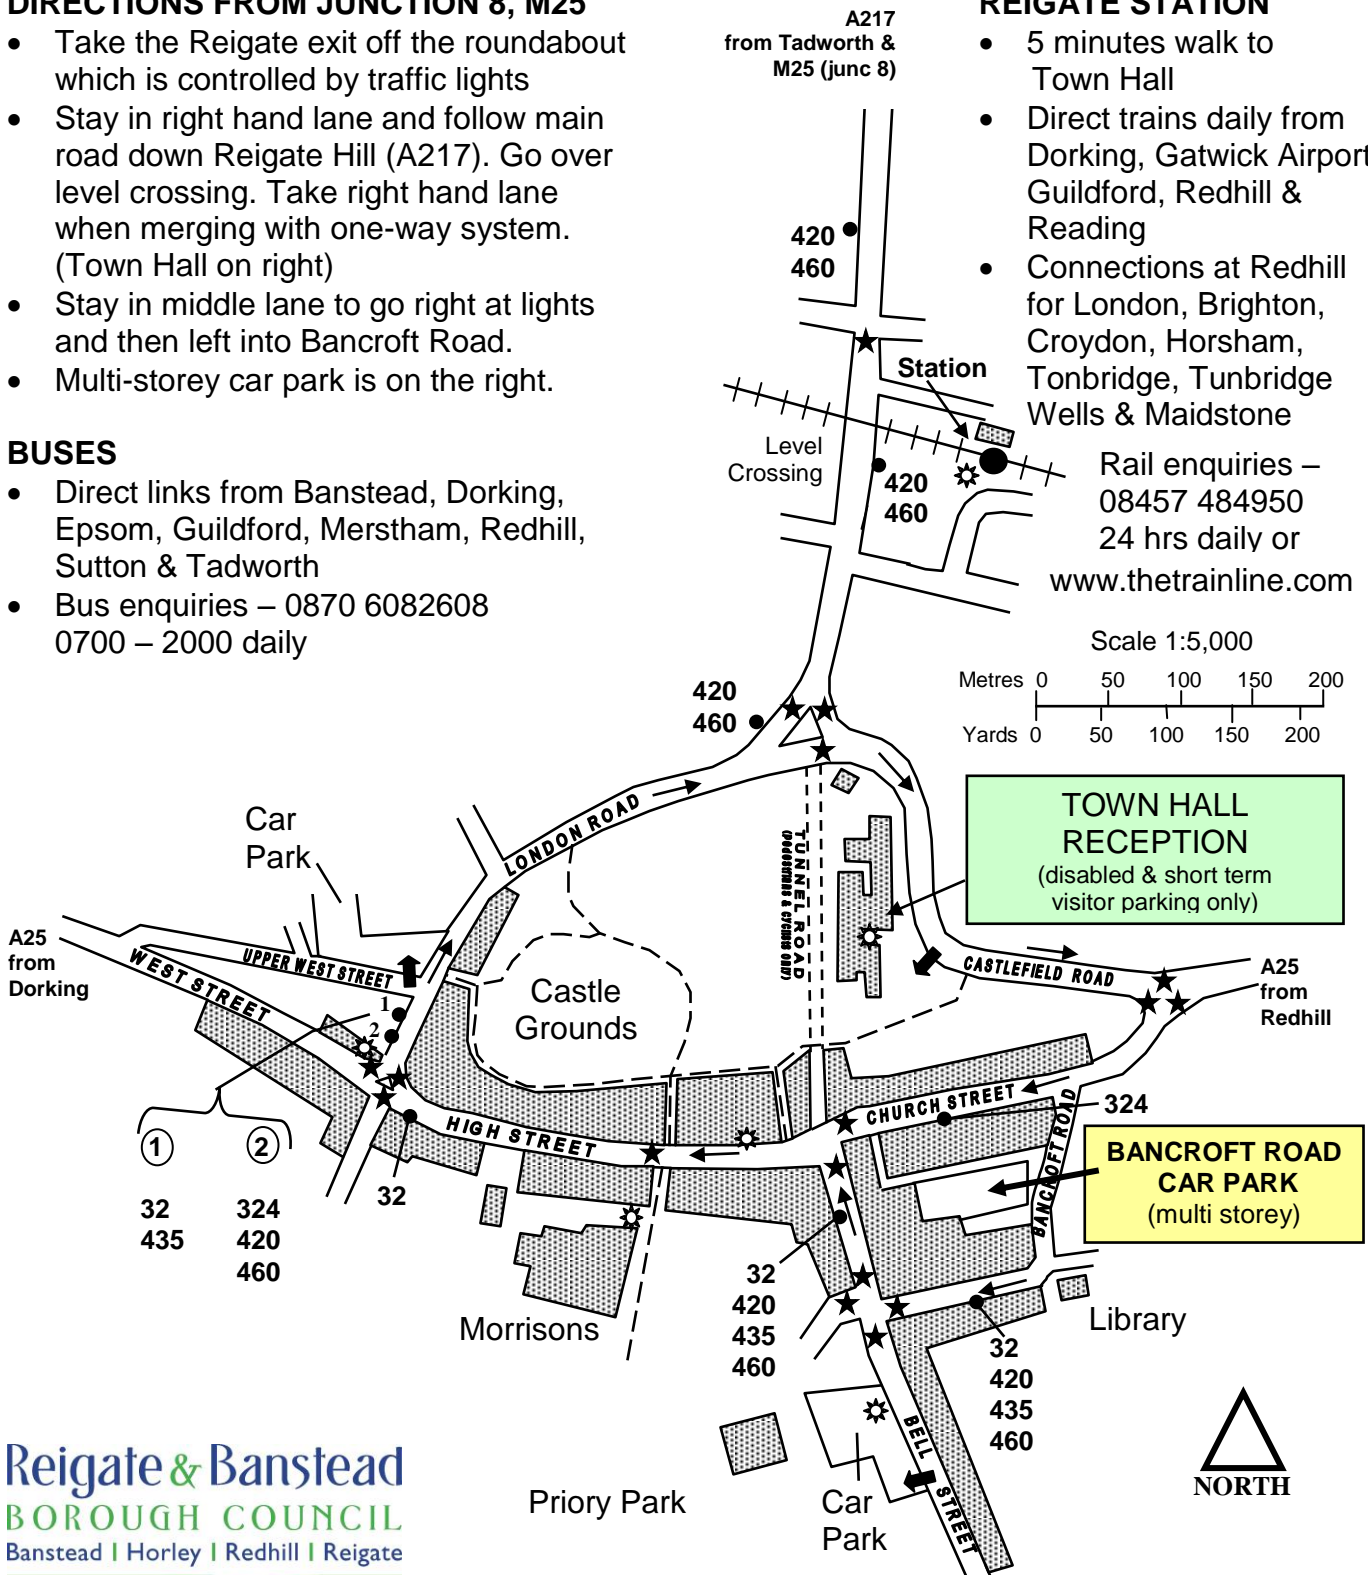 DIRECTIONS FROM JUNCTION 8, M25
• Take the Reigate exit off the roundabout
which is controlled by traffic lights
• Stay in right hand lane and follow main
road down Reigate Hill (A217). Go over
level crossing. Take right hand lane
when merging with one-way system.
(Town Hall on right)
• Stay in middle lane to go right at lights
and then left into Bancroft Road.
• Multi-storey car park is on the right.
BUSES
• Direct links from Banstead, Dorking,
Epsom, Guildford, Merstham, Redhill,
Sutton & Tadworth
• Bus enquiries – 0870 6082608
0700 – 2000 daily
A217
from Tadworth &
M25 (junc 8)
REIGATE STATION
• 5 minutes walk to
Town Hall
• Direct trains daily from
Dorking, Gatwick Airport
Guildford, Redhill &
Reading
• Connections at Redhill
for London, Brighton,
Croydon, Horsham,
Tonbridge, Tunbridge
Wells & Maidstone
Rail enquiries –
08457 484950
24 hrs daily or
www.thetrainline.com
420
460
Station
Level
Crossing
420
460
Scale 1:5,000
Metres 0 50 100 150 200
Yards 0 50 100 150 200
420
460
TOWN HALL
RECEPTION
(disabled & short term
visitor parking only)
Car
Park
LONDON ROAD
TUNNEL ROAD
(Pedestrians & cyclists only)
A25
from
Dorking
UPPER WEST STREET
WEST STREET
Castle
Grounds
CASTLEFIELD ROAD
A25
from
Redhill
1
2
1
32
435
2
324
420
460
32
HIGH STREET
CHURCH STREET
324
BANCROFT ROAD
BANCROFT ROAD
CAR PARK
(multi storey)
Morrisons
32
420
435
460
32
420
435
460
Library
BELL STREET
Priory Park
Car
Park
NORTH
Reigate & Banstead
BOROUGH COUNCIL
Banstead | Horley | Redhill | Reigate